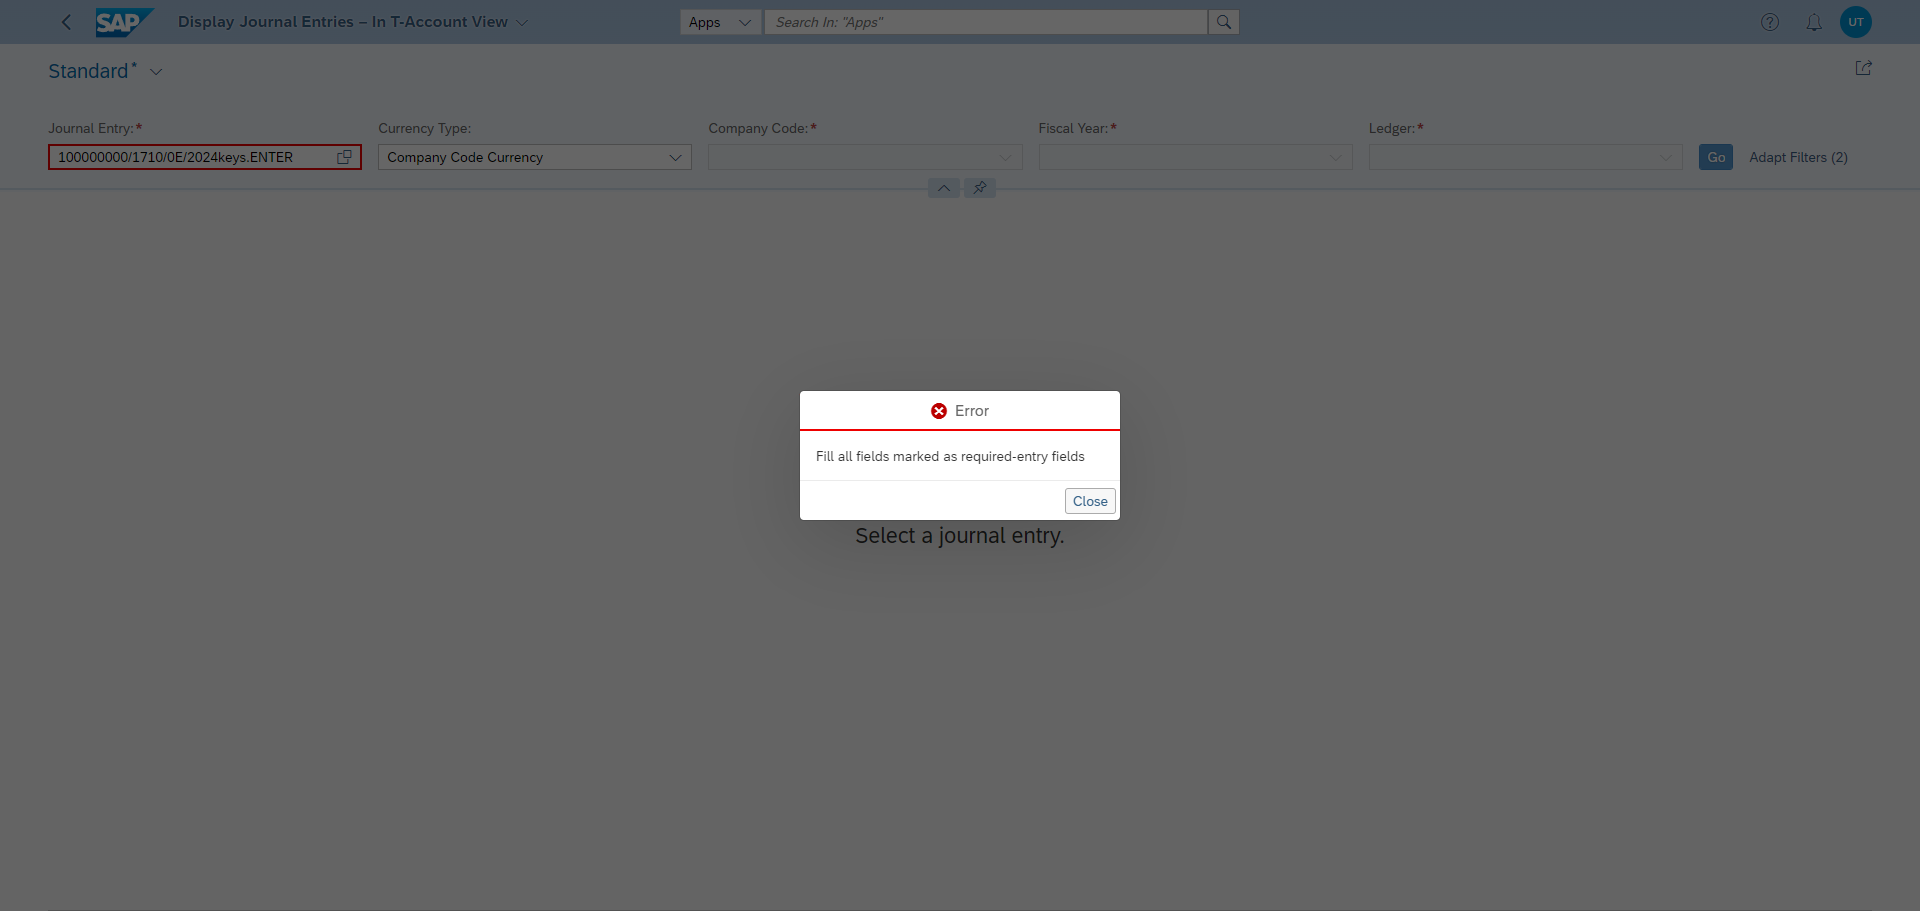 SAP Display Journal Entries – In T-Account View Apps Search In: "Apps" UT
Standard*
Journal Entry:* Currency Type: Company Code:* Fiscal Year:* Ledger:*
100000000/1710/0E/2024keys.ENTER Company Code Currency Go Adapt Filters (2)
Error
Fill all fields marked as required-entry fields
Close
Select a journal entry.